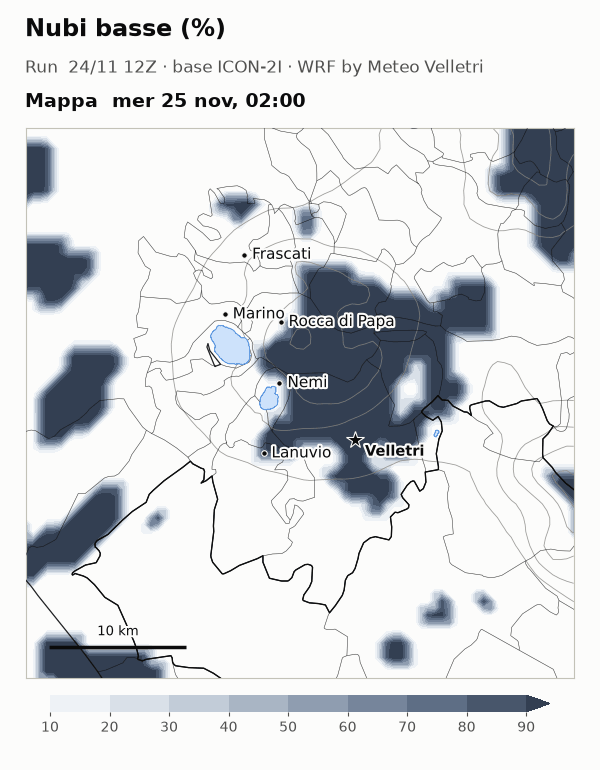 Nubi basse (%)
Run  24/11 12Z · base ICON-2I · WRF by Meteo Velletri
Mappa  mer 25 nov, 02:00
Frascati
Marino
Rocca di Papa
Nemi
Velletri
Lanuvio
10 km
10 20 30 40 50 60 70 80 90